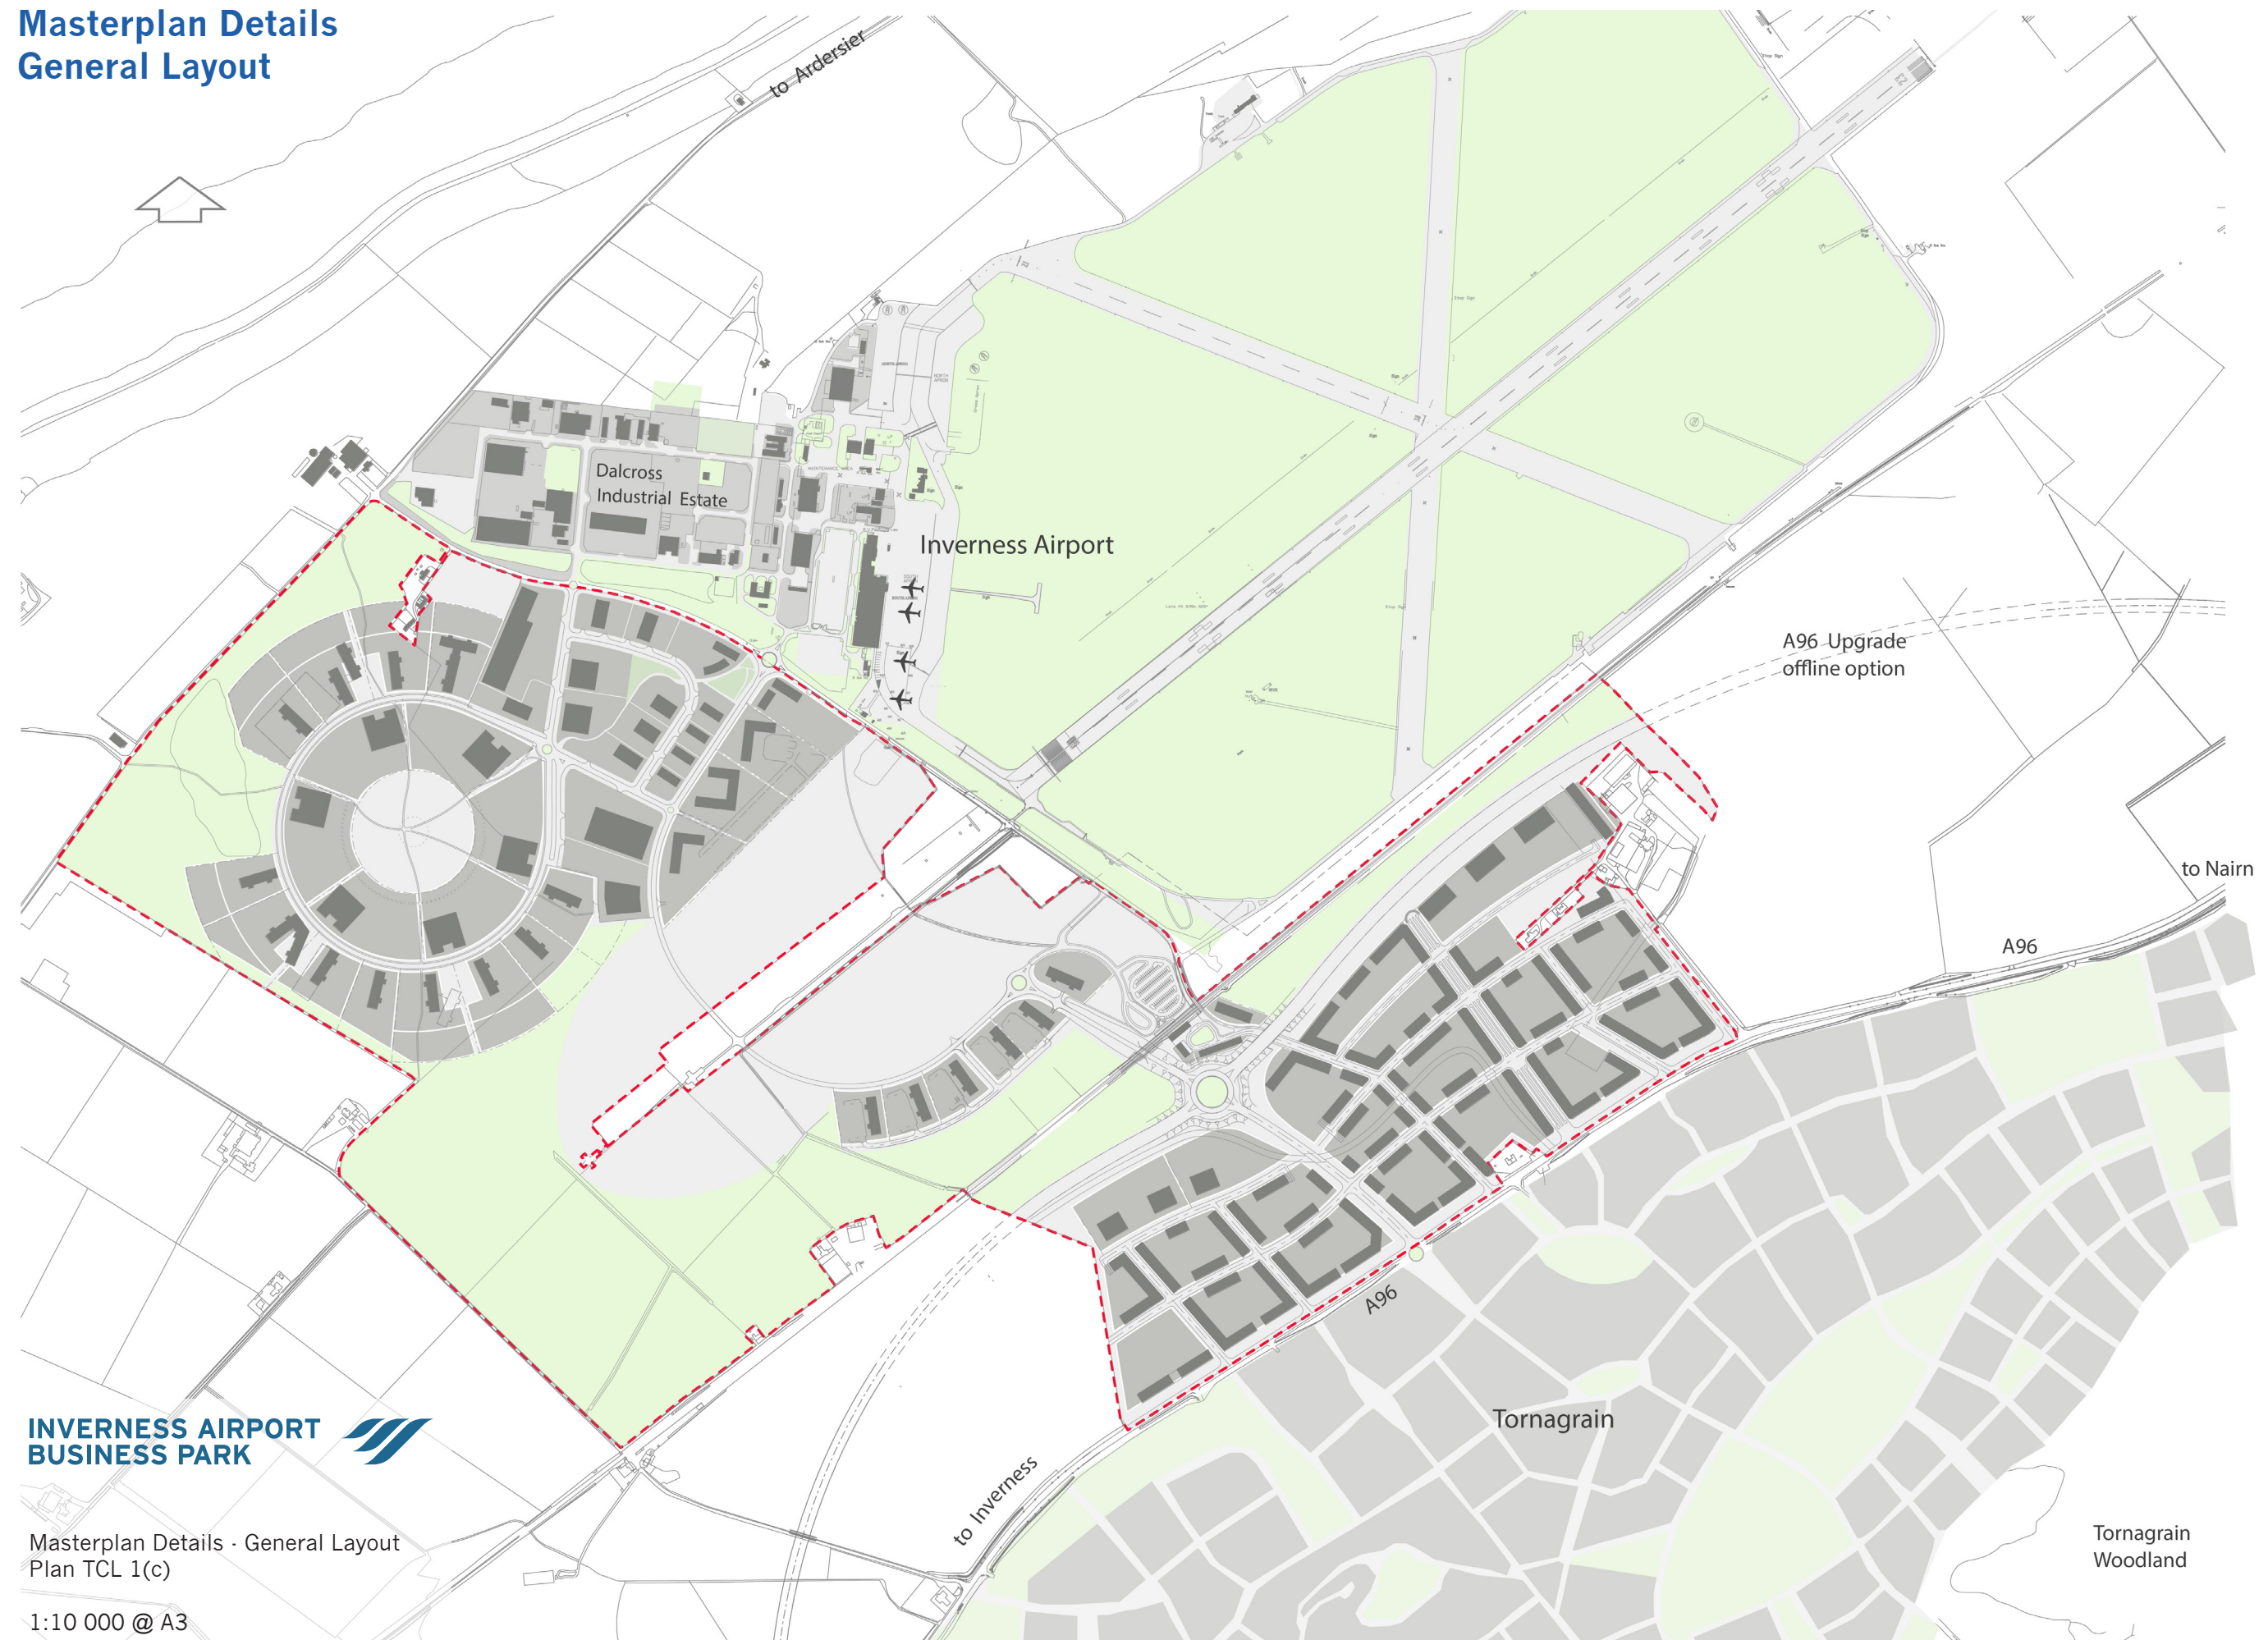 Masterplan Details
General Layout
to Ardersier
Dalcross
Industrial Estate
Inverness Airport
A96 Upgrade
offline option
to Nairn
A96
A96
Tornagrain
to Inverness
Tornagrain
Woodland
INVERNESS AIRPORT
BUSINESS PARK
Masterplan Details - General Layout
Plan TCL 1(c)
1:10 000 @ A3